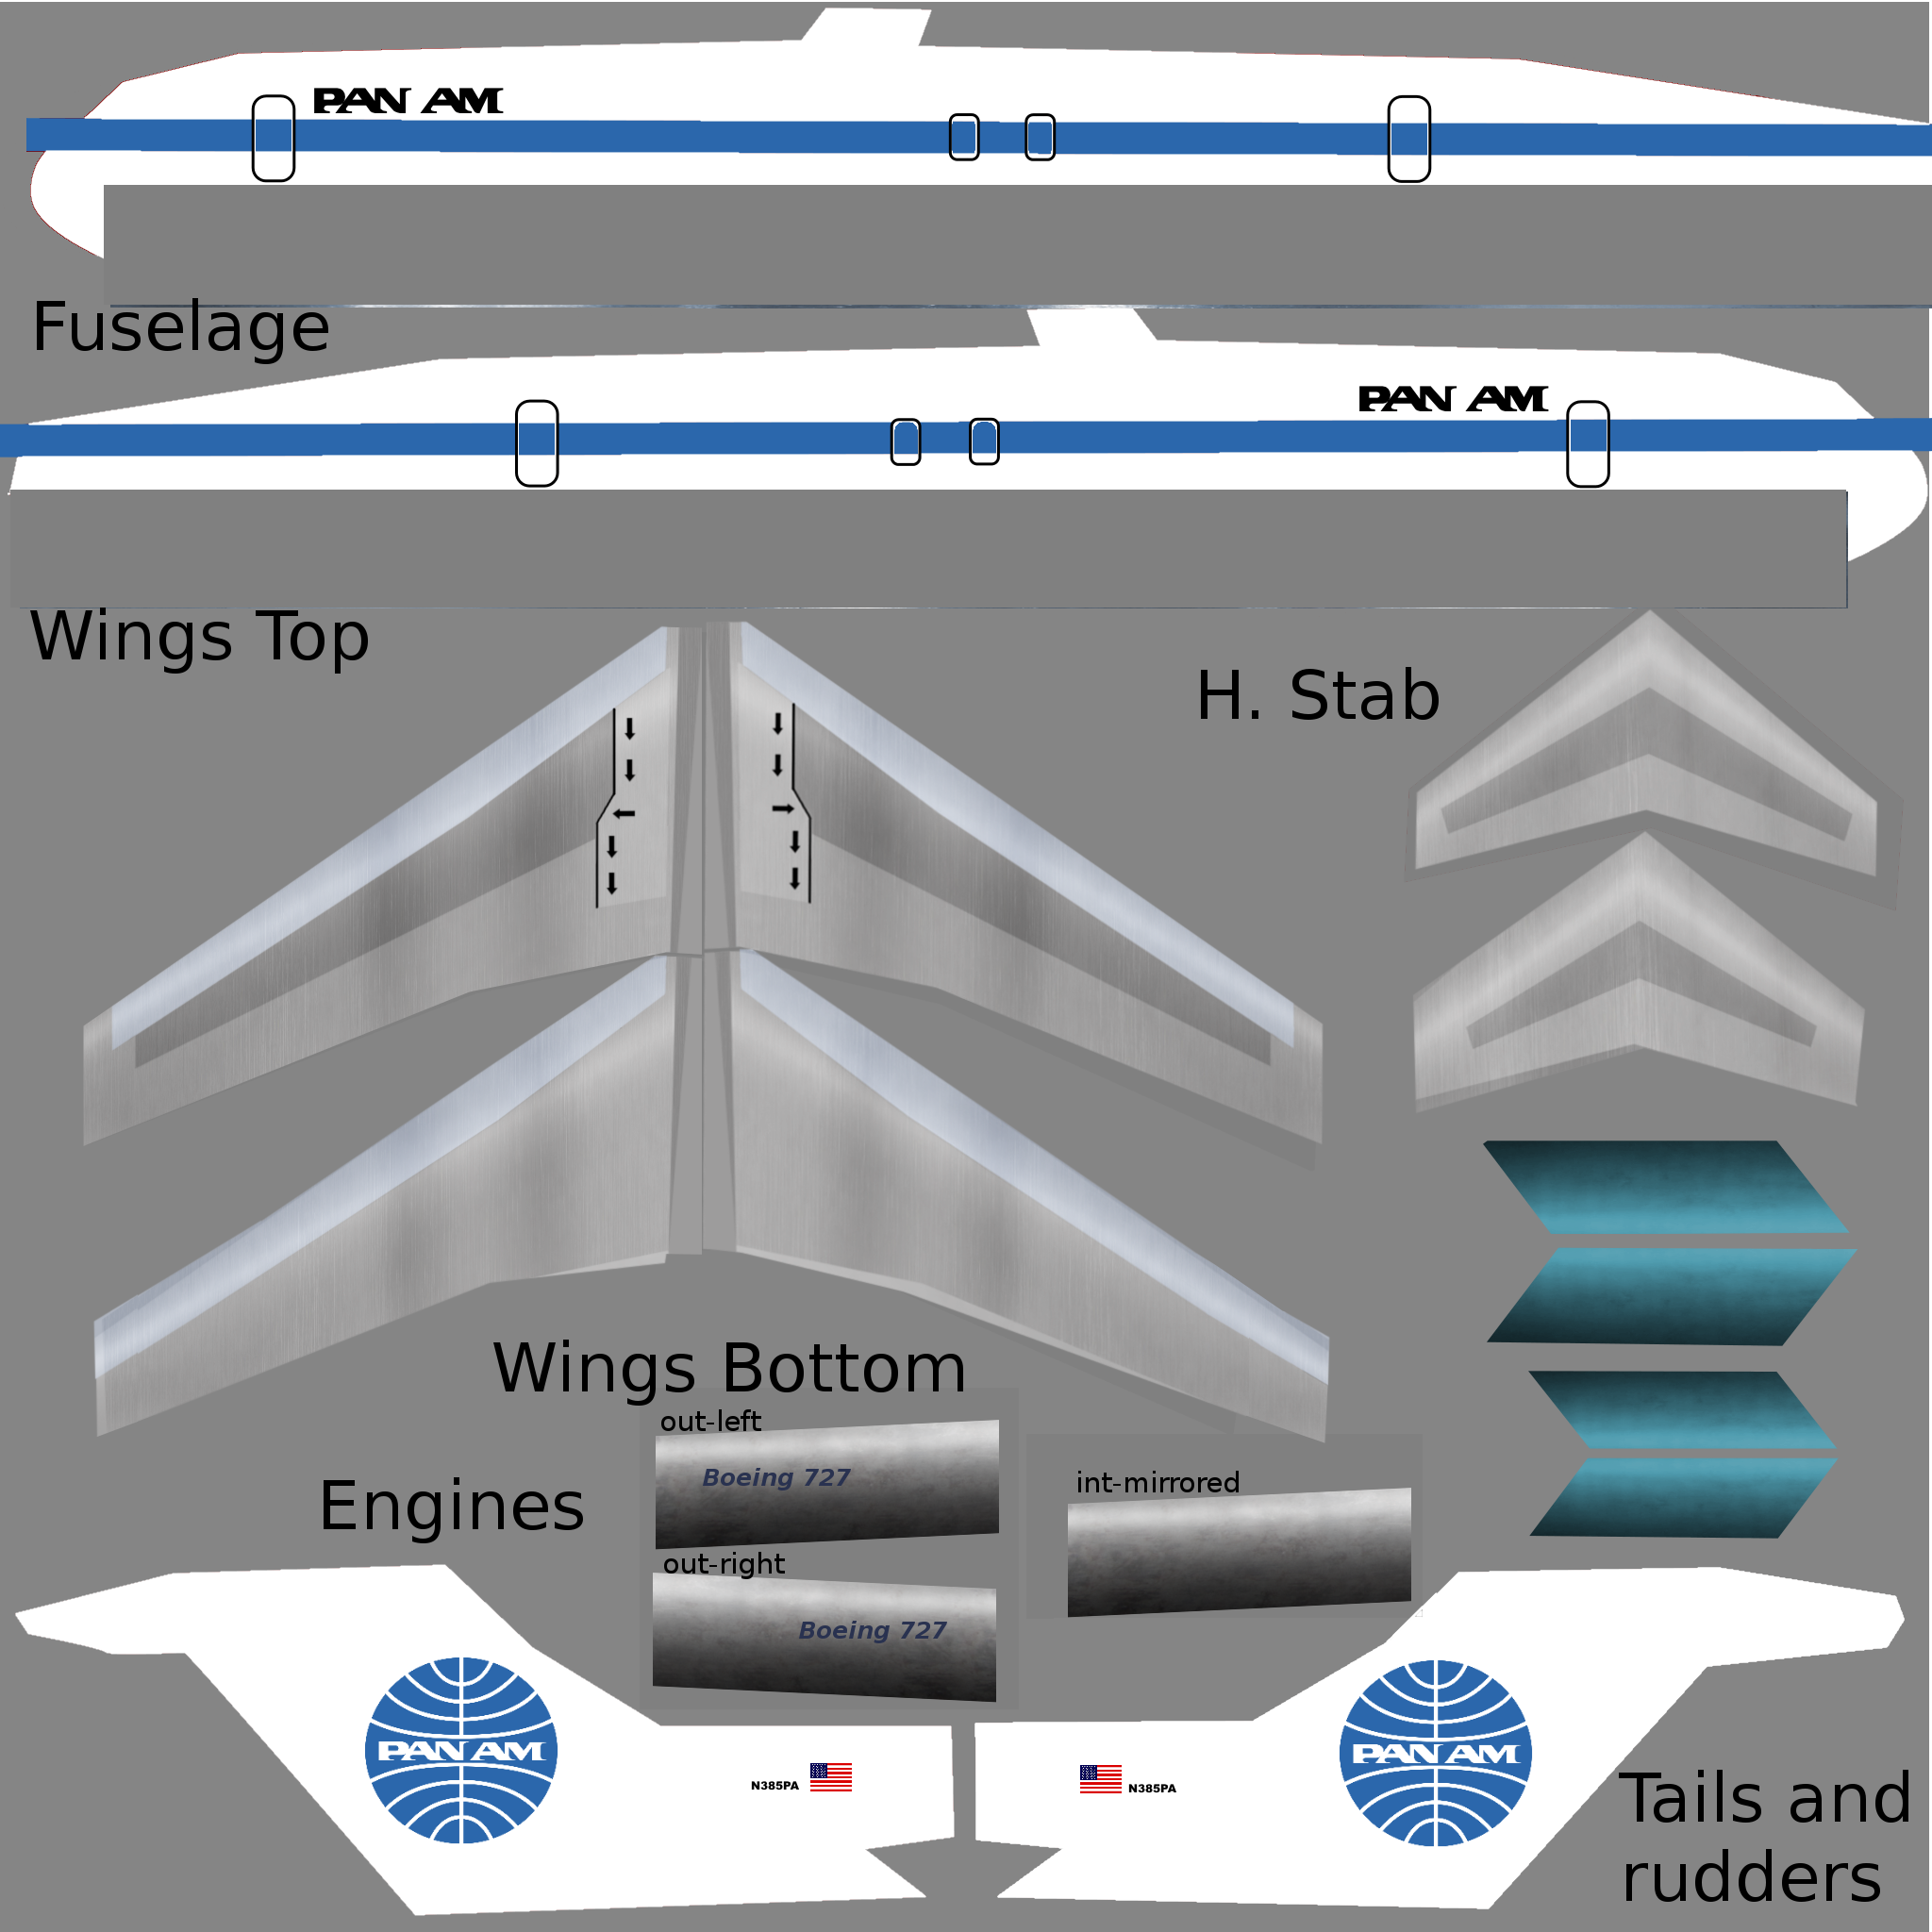 PAN AM
Fuselage
PAN AM
Wings Top
H. Stab
Wings Bottom
out-left
Boeing 727
int-mirrored
Engines
out-right
Boeing 727
PAN AM
N385PA
N385PA
PAN AM
Tails and
rudders